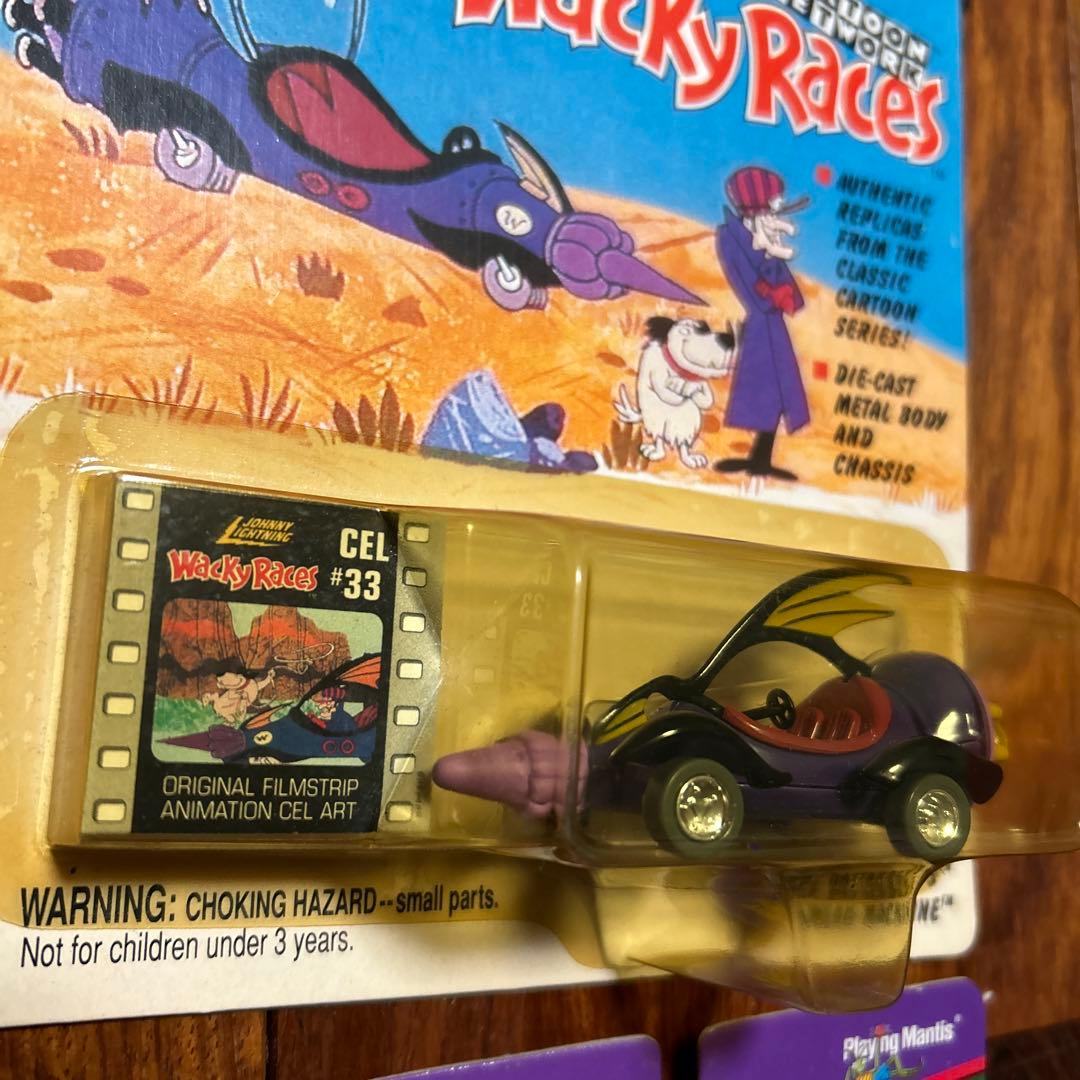 CARTOON
NETWORK
Wacky Races
AUTHENTIC
REPLICAS
FROM THE
CLASSIC
CARTOON
SERIES!
DIE-CAST
METAL BODY
AND
CHASSIS
W
JOHNNY
LIGHTNING
Wacky Races
CEL
#33
W
ORIGINAL FILMSTRIP
ANIMATION CEL ART
WARNING: CHOKING HAZARD--small parts.
Not for children under 3 years.
Playing Mantis